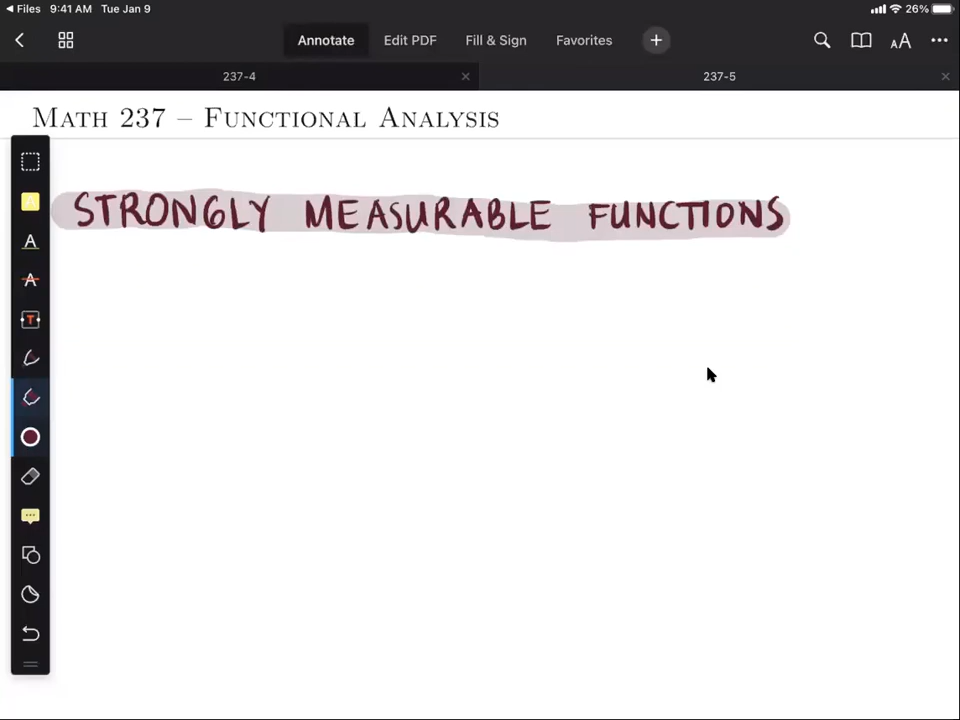 Files 9:41 AM Tue Jan 9 26%
Annotate Edit PDF Fill & Sign Favorites
AA
237-4 237-5
MATH 237 – FUNCTIONAL ANALYSIS
A
STRONGLY MEASURABLE FUNCTIONS
A
A
T